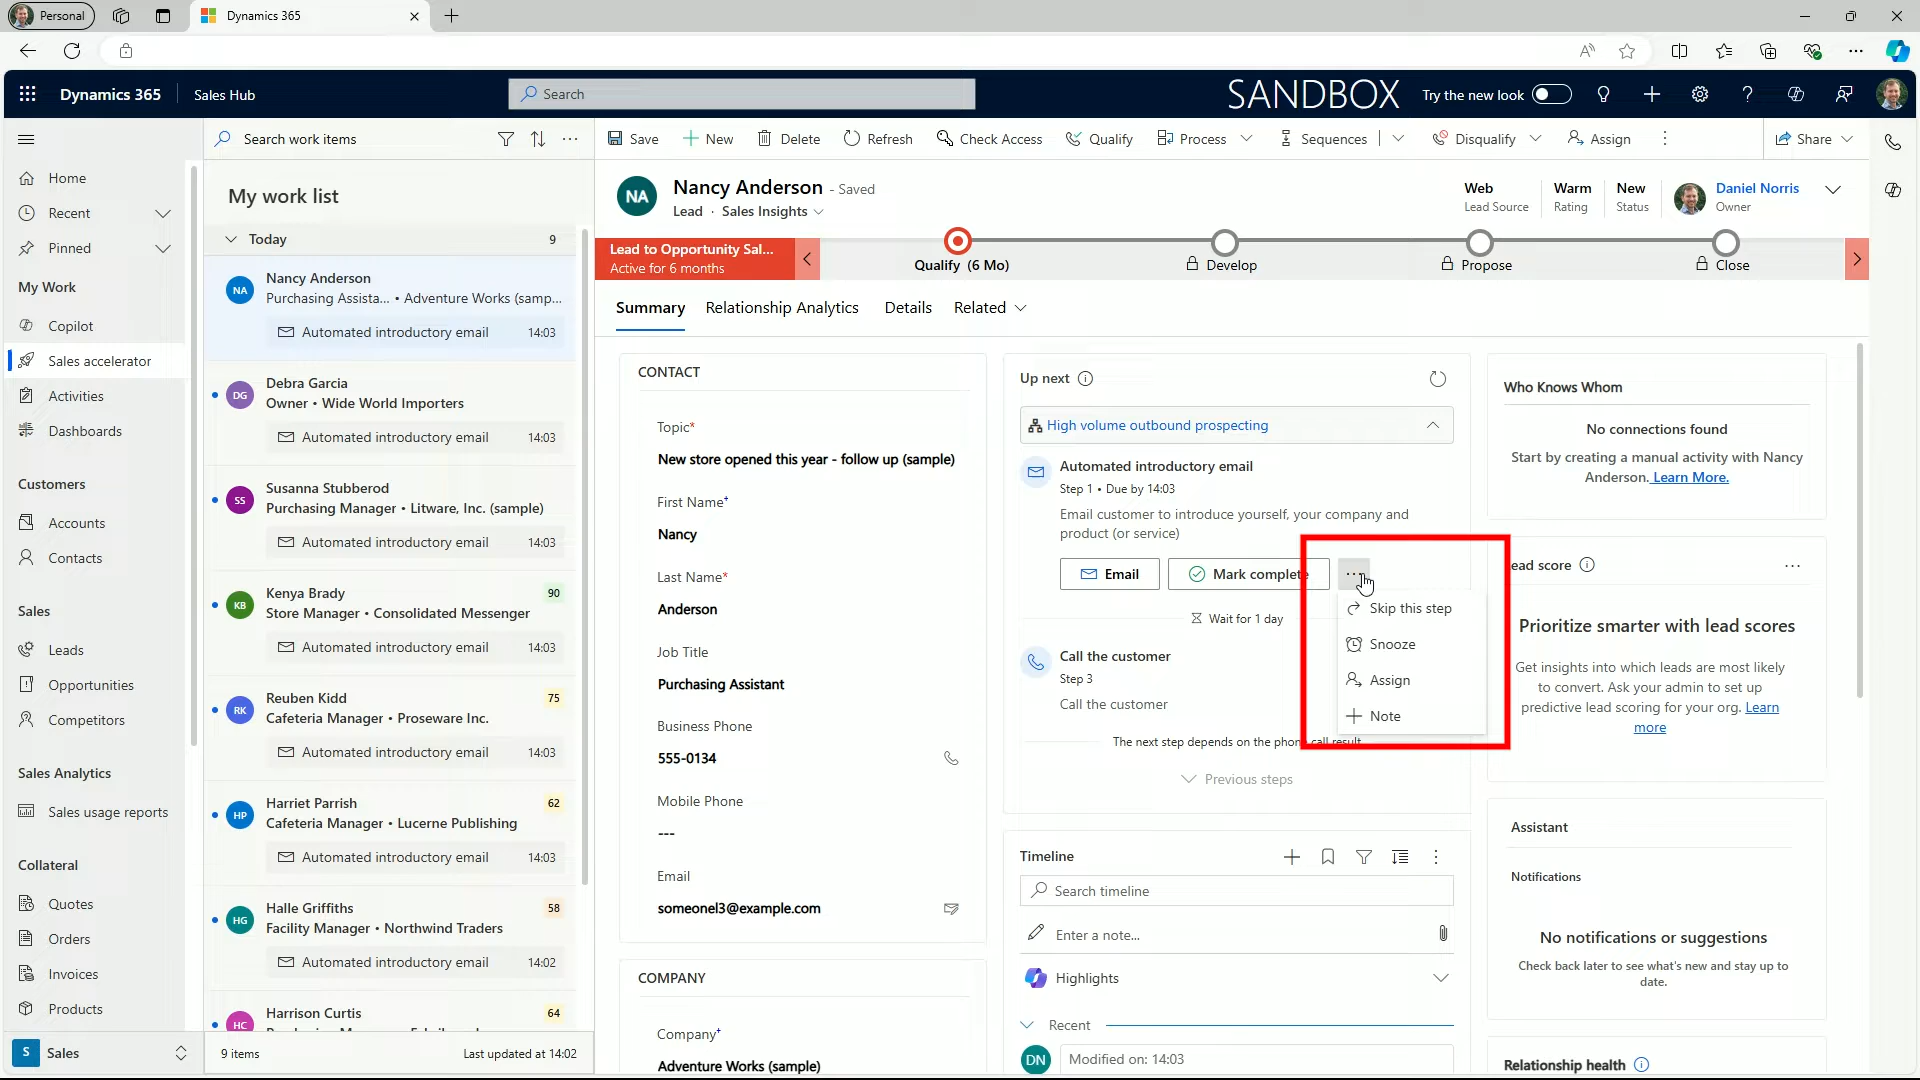 Personal
Dynamics 365
Dynamics 365
Sales Hub
Search
SANDBOX
Try the new look
Home
Recent
Pinned
My Work
Copilot
Sales accelerator
Activities
Dashboards
Customers
Accounts
Contacts
Sales
Leads
Opportunities
Competitors
Sales Analytics
Sales usage reports
Collateral
Quotes
Orders
Invoices
Products
S Sales
Search work items
My work list
Today 9
NA
Nancy Anderson
Purchasing Assista... • Adventure Works (samp...
Automated introductory email 14:03
DG
Debra Garcia
Owner • Wide World Importers
Automated introductory email 14:03
SS
Susanna Stubberod
Purchasing Manager • Litware, Inc. (sample)
Automated introductory email 14:03
KB
Kenya Brady 90
Store Manager • Consolidated Messenger
Automated introductory email 14:03
RK
Reuben Kidd 75
Cafeteria Manager • Proseware Inc.
Automated introductory email 14:03
HP
Harriet Parrish 62
Cafeteria Manager • Lucerne Publishing
Automated introductory email 14:03
HG
Halle Griffiths 58
Facility Manager • Northwind Traders
Automated introductory email 14:02
HC
Harrison Curtis 64
9 items Last updated at 14:02
Save New Delete Refresh Check Access Qualify Process Sequences Disqualify Assign Share
NA
Nancy Anderson - Saved
Lead · Sales Insights
Web
Lead Source
Warm
Rating
New
Status
Daniel Norris
Owner
Lead to Opportunity Sal...
Active for 6 months
Qualify (6 Mo)
Develop
Propose
Close
Summary Relationship Analytics Details Related
CONTACT
Topic*
New store opened this year - follow up (sample)
First Name+
Nancy
Last Name*
Anderson
Job Title
Purchasing Assistant
Business Phone
555-0134
Mobile Phone
---
Email
someonel3@example.com
COMPANY
Company+
Adventure Works (sample)
Up next
High volume outbound prospecting
Automated introductory email
Step 1 • Due by 14:03
Email customer to introduce yourself, your company and
product (or service)
Email
Mark complete
Skip this step
Snooze
Assign
Note
Wait for 1 day
Call the customer
Step 3
Call the customer
The next step depends on the phone call result
Previous steps
Timeline
Search timeline
Enter a note...
Highlights
Recent
DN
Modified on: 14:03
Who Knows Whom
No connections found
Start by creating a manual activity with Nancy
Anderson. Learn More.
ead score
Prioritize smarter with lead scores
Get insights into which leads are most likely
to convert. Ask your admin to set up
predictive lead scoring for your org. Learn
more
Assistant
Notifications
No notifications or suggestions
Check back later to see what's new and stay up to
date.
Relationship health